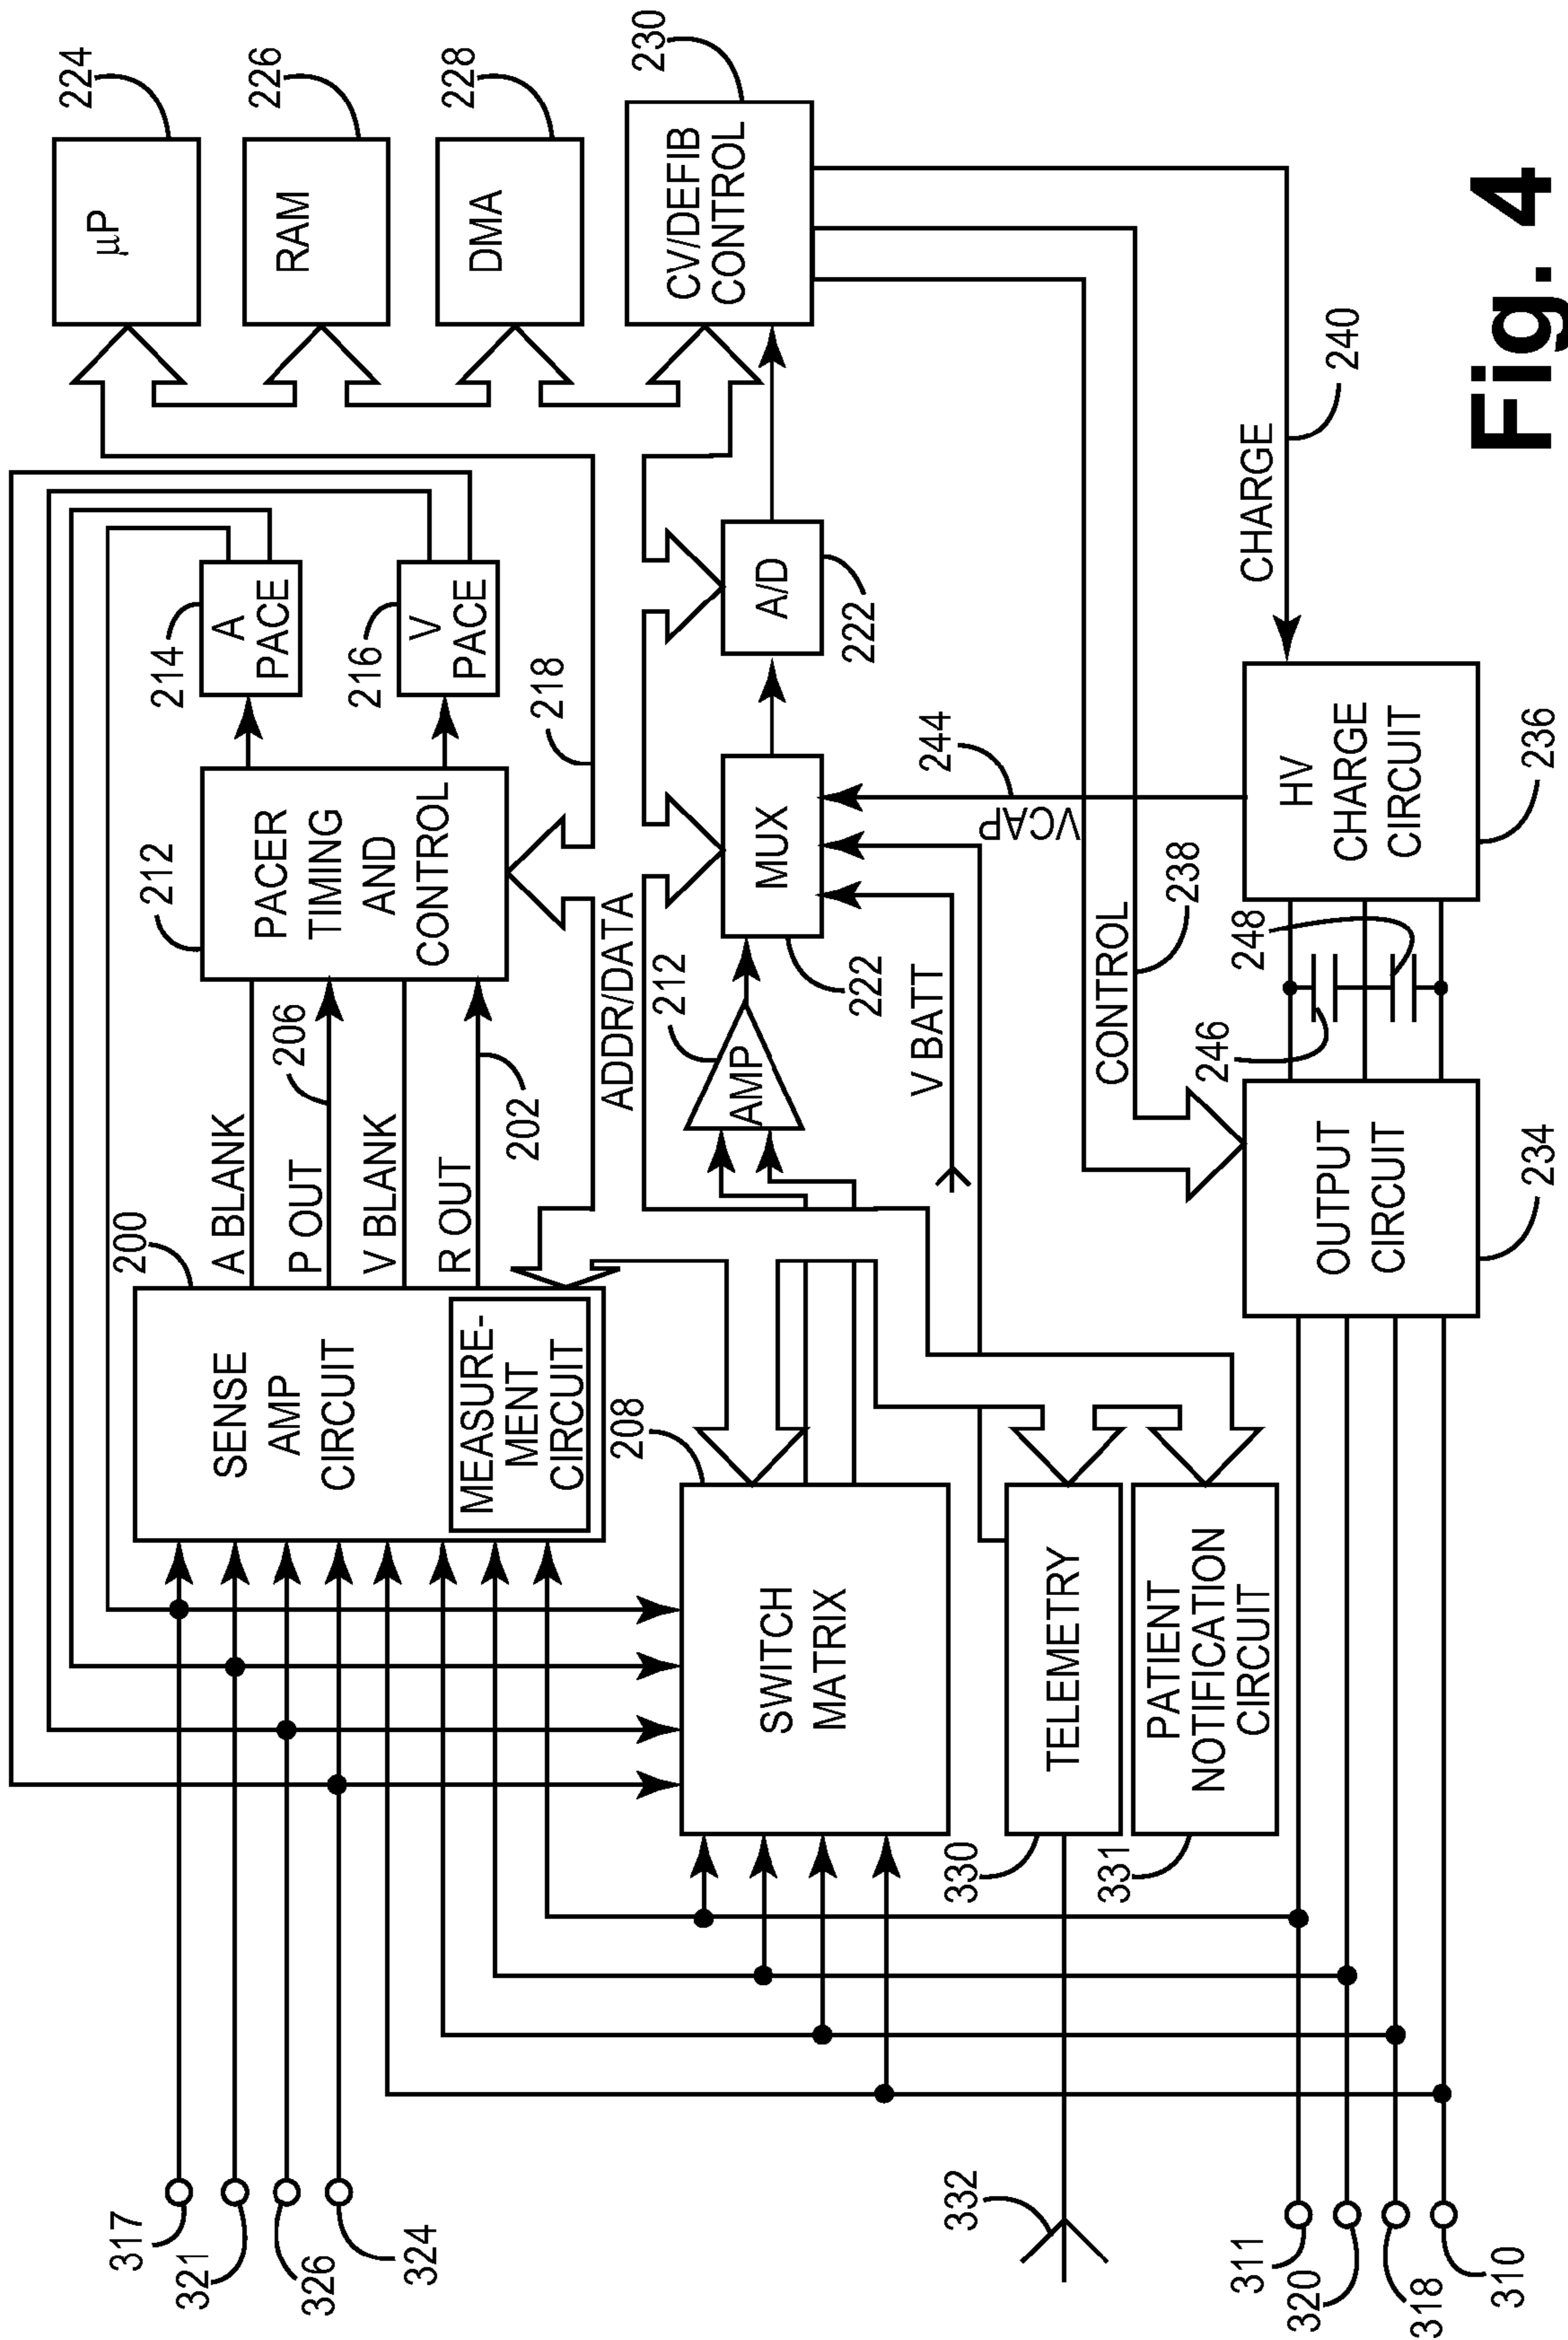 317
321
326
324
200
SENSE
AMP
CIRCUIT
MEASURE-
MENT
CIRCUIT
A BLANK
P OUT
206
V BLANK
R OUT
202
212
PACER
TIMING
AND
CONTROL
214
A
PACE
216
V
PACE
218
ADDR/DATA
224
µP
226
RAM
228
DMA
230
CV/DEFIB
CONTROL
208
SWITCH
MATRIX
212
AMP
MUX
222
A/D
222
V BATT
244
VCAP
330
TELEMETRY
331
PATIENT
NOTIFICATION
CIRCUIT
332
CONTROL
238
CHARGE
240
311
320
318
310
OUTPUT
CIRCUIT
234
246
248
HV
CHARGE
CIRCUIT
236
Fig. 4